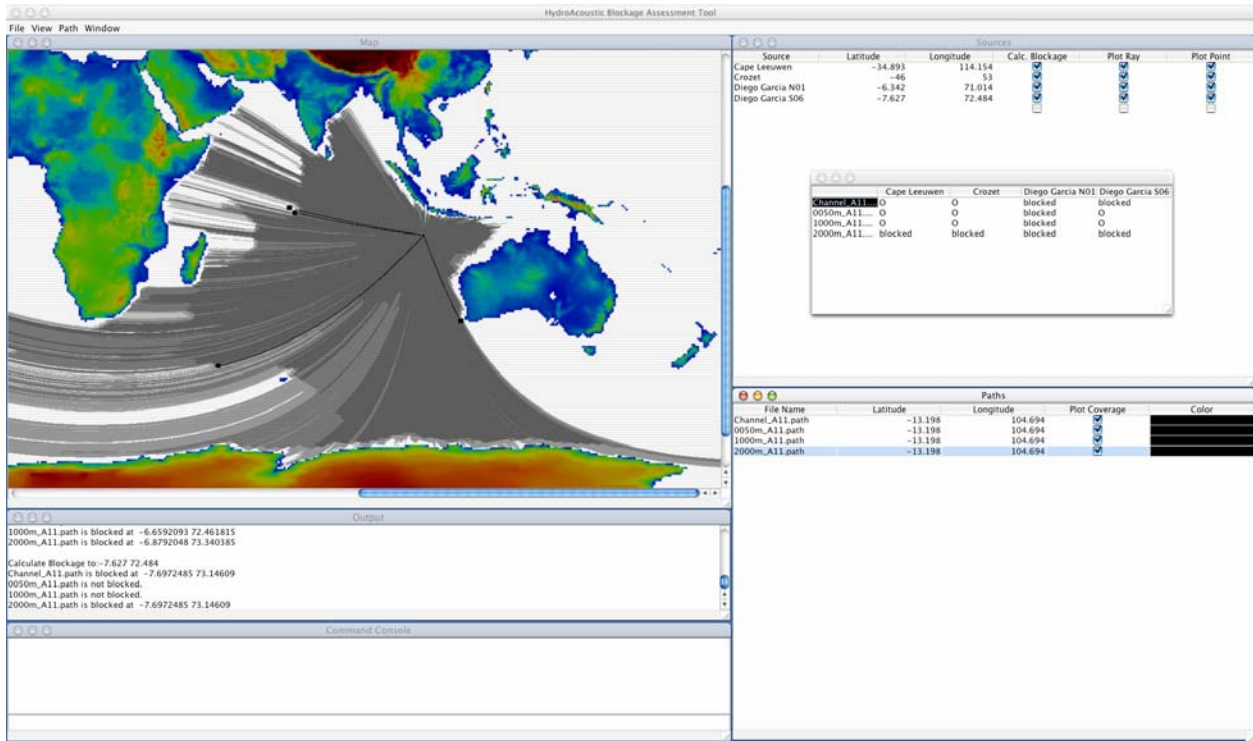 HydroAcoustic Blockage Assessment Tool
File View Path Window
Map
Sources
Source Latitude Longitude Calc. Blockage Plot Ray Plot Point
Cape Leeuwen -34.893 114.154
Crozet -46 53
Diego Garcia N01 -6.342 71.014
Diego Garcia S06 -7.627 72.484
Cape Leeuwen Crozet Diego Garcia N01 Diego Garcia S06
Channel_A11.... O O blocked blocked
0050m_A11.... O O blocked O
1000m_A11.... O O blocked O
2000m_A11.... blocked blocked blocked blocked
Paths
File Name Latitude Longitude Plot Coverage Color
Channel_A11.path -13.198 104.694
0050m_A11.path -13.198 104.694
1000m_A11.path -13.198 104.694
2000m_A11.path -13.198 104.694
Output
1000m_A11.path is blocked at -6.6592093 72.461815
2000m_A11.path is blocked at -6.8792048 73.340385
Calculate Blockage to:-7.627 72.484
Channel_A11.path is blocked at -7.6972485 73.14609
0050m_A11.path is not blocked.
1000m_A11.path is not blocked.
2000m_A11.path is blocked at -7.6972485 73.14609
Command Console